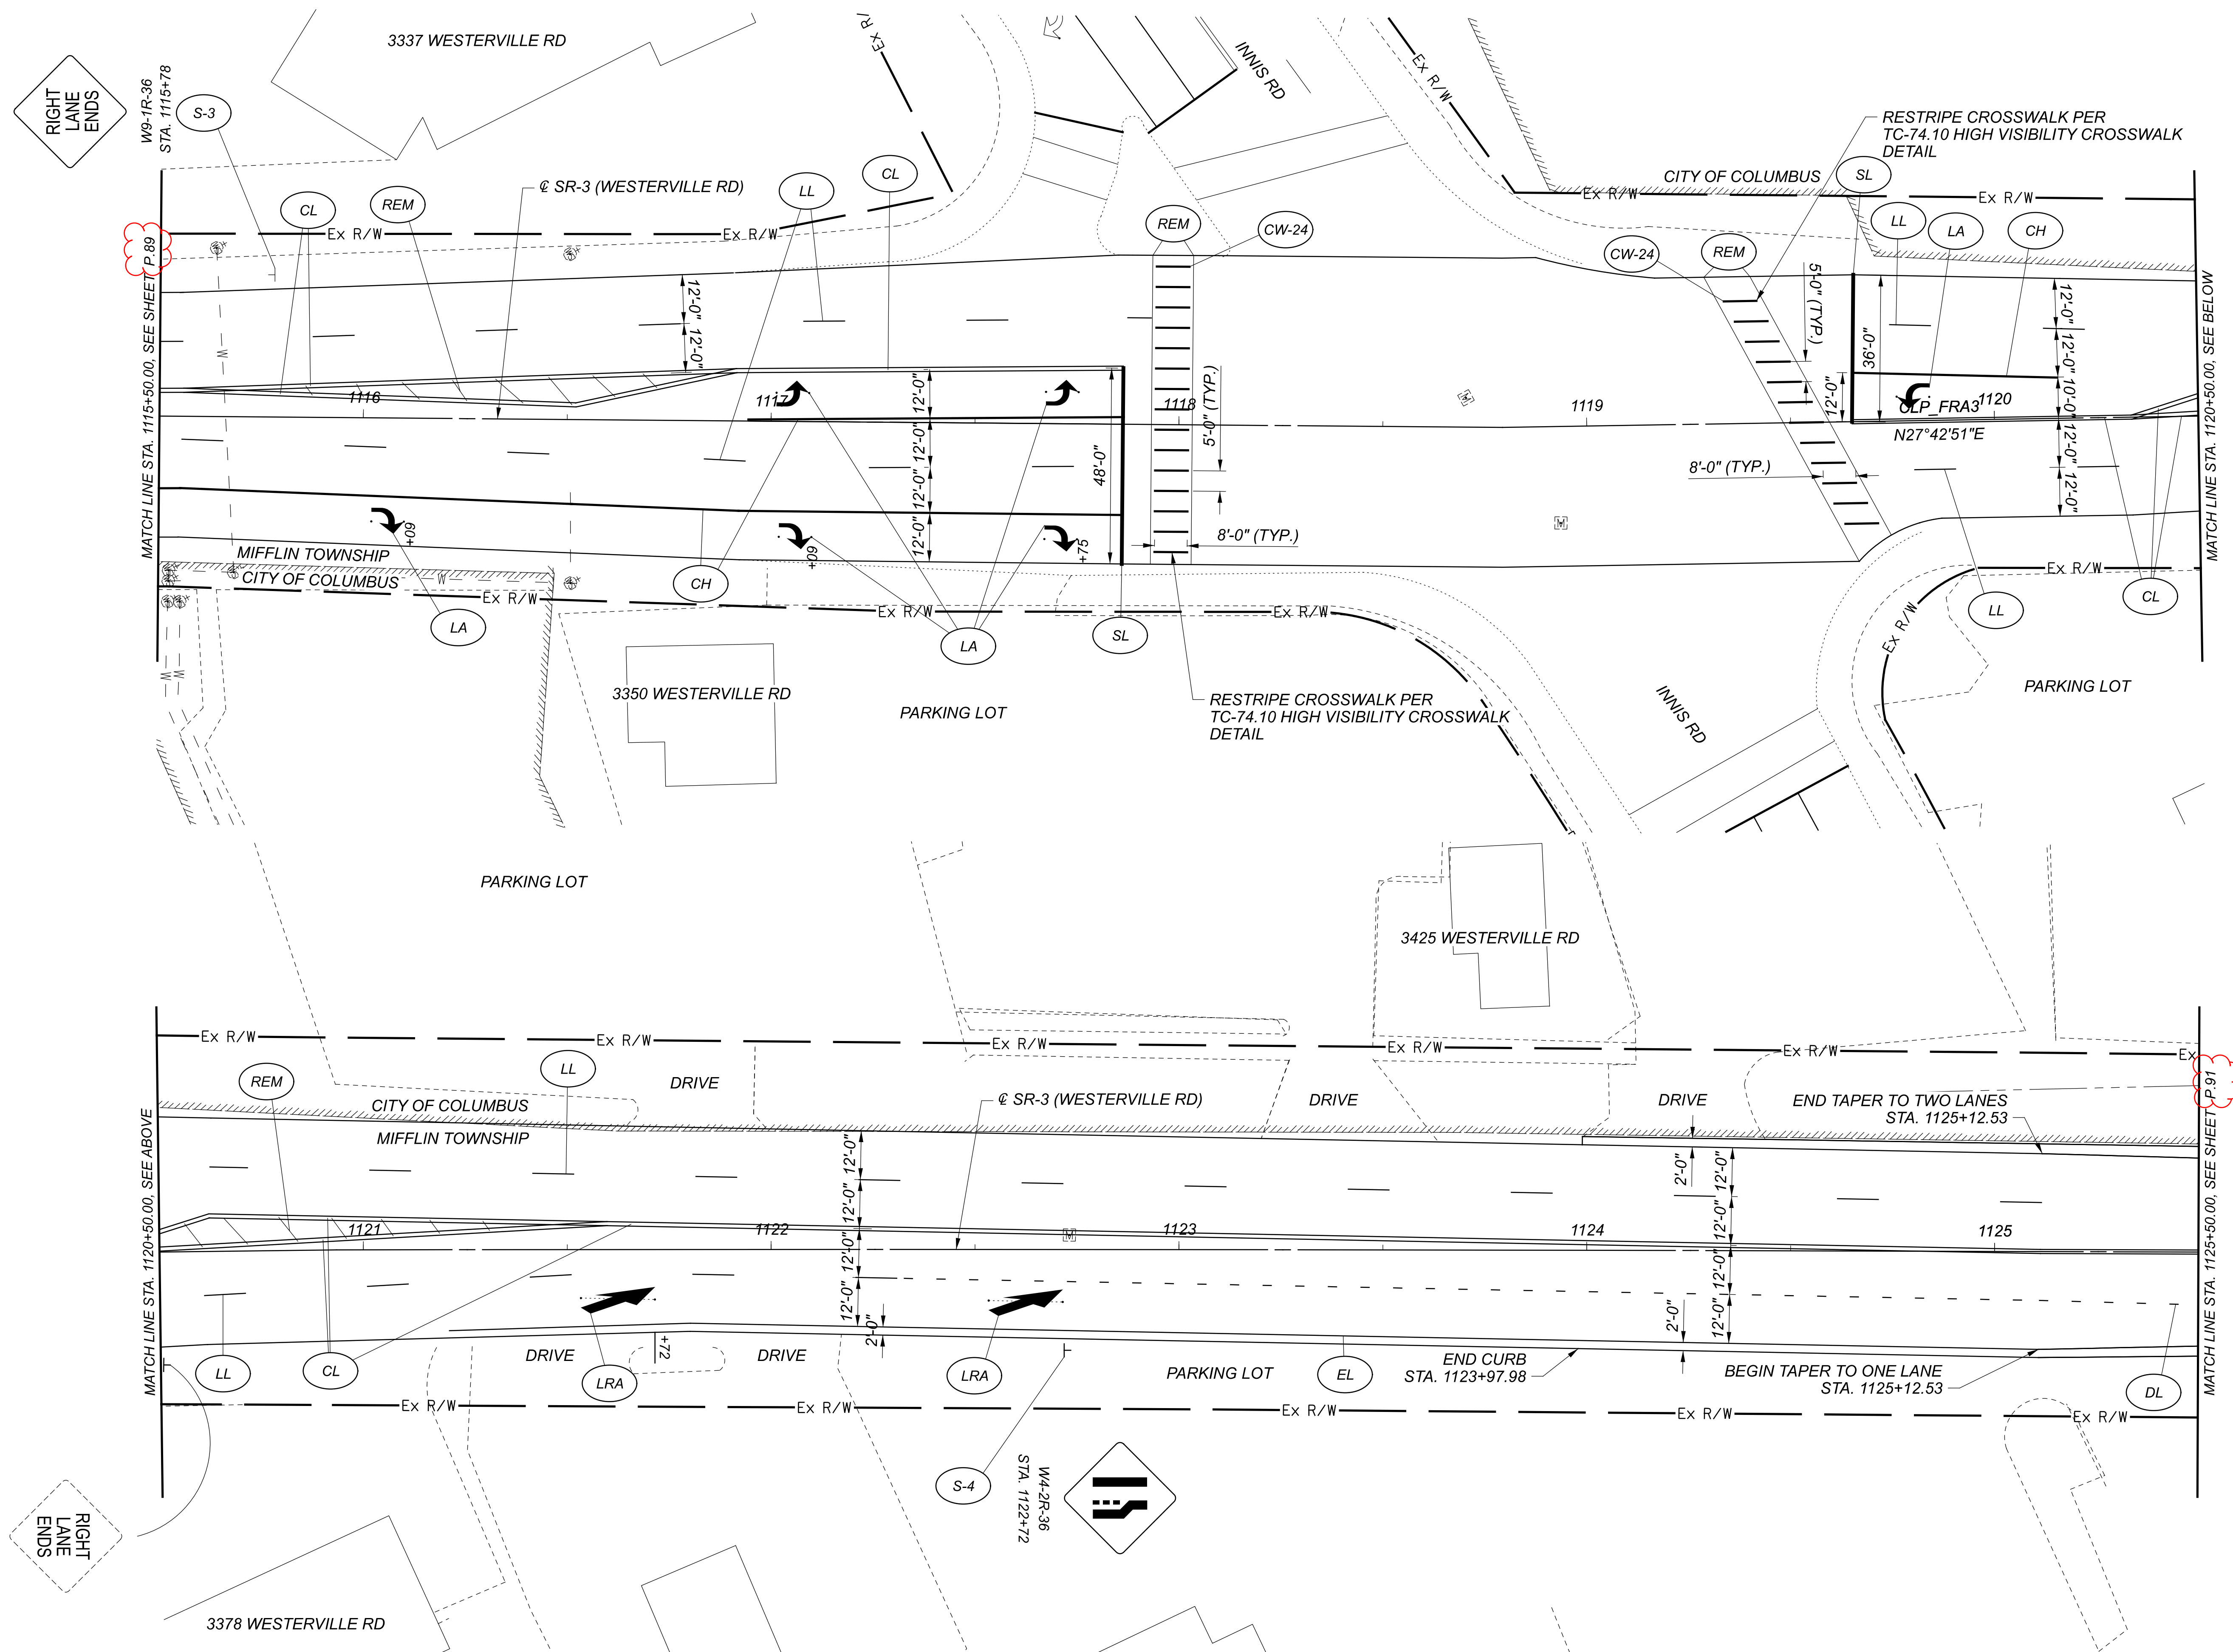 3337 WESTERVILLE RD
RIGHT
LANE
ENDS
W9-1R-36
STA. 1115+78
S-3
Ex R/
INNIS RD
Ex R/W
RESTRIPE CROSSWALK PER
TC-74.10 HIGH VISIBILITY CROSSWALK
DETAIL
CITY OF COLUMBUS
SL
Ex R/W
Ex R/W
℄ SR-3 (WESTERVILLE RD)
CL
REM
LL
CL
REM
CW-24
CW-24
REM
LL
LA
CH
Ex R/W
Ex R/W
MATCH LINE STA. 1115+50.00, SEE SHEET P.89
MATCH LINE STA. 1120+50.00, SEE BELOW
W
12'-0"
12'-0"
5'-0" (TYP.)
36'-0"
12'-0"
12'-0"
12'-0"
10'-0"
12'-0"
12'-0"
1116
1117
1118
1119
1120
CLP_FRA3
N27°42'51"E
12'-0"
12'-0"
12'-0"
12'-0"
48'-0"
5'-0" (TYP.)
8'-0" (TYP.)
8'-0" (TYP.)
M
M
+09
+09
+75
MIFFLIN TOWNSHIP
CITY OF COLUMBUS
W
Ex R/W
Ex R/W
Ex R/W
Ex R/W
Ex R/W
CH
LA
LA
SL
LL
CL
W
W
3350 WESTERVILLE RD
PARKING LOT
RESTRIPE CROSSWALK PER
TC-74.10 HIGH VISIBILITY CROSSWALK
DETAIL
INNIS RD
PARKING LOT
PARKING LOT
3425 WESTERVILLE RD
Ex R/W
Ex R/W
Ex R/W
Ex R/W
Ex R/W
Ex
REM
LL
DRIVE
℄ SR-3 (WESTERVILLE RD)
DRIVE
DRIVE
CITY OF COLUMBUS
MIFFLIN TOWNSHIP
END TAPER TO TWO LANES
STA. 1125+12.53
MATCH LINE STA. 1120+50.00, SEE ABOVE
MATCH LINE STA. 1125+50.00, SEE SHEET P.91
12'-0"
12'-0"
12'-0"
12'-0"
2'-0"
2'-0"
12'-0"
12'-0"
12'-0"
12'-0"
2'-0"
1121
1122
1123
1124
1125
M
LL
CL
DRIVE
LRA
+72
DRIVE
LRA
PARKING LOT
EL
END CURB
STA. 1123+97.98
BEGIN TAPER TO ONE LANE
STA. 1125+12.53
DL
Ex R/W
Ex R/W
Ex R/W
Ex R/W
Ex R/W
S-4
W4-2R-36
STA. 1122+72
RIGHT
LANE
ENDS
3378 WESTERVILLE RD